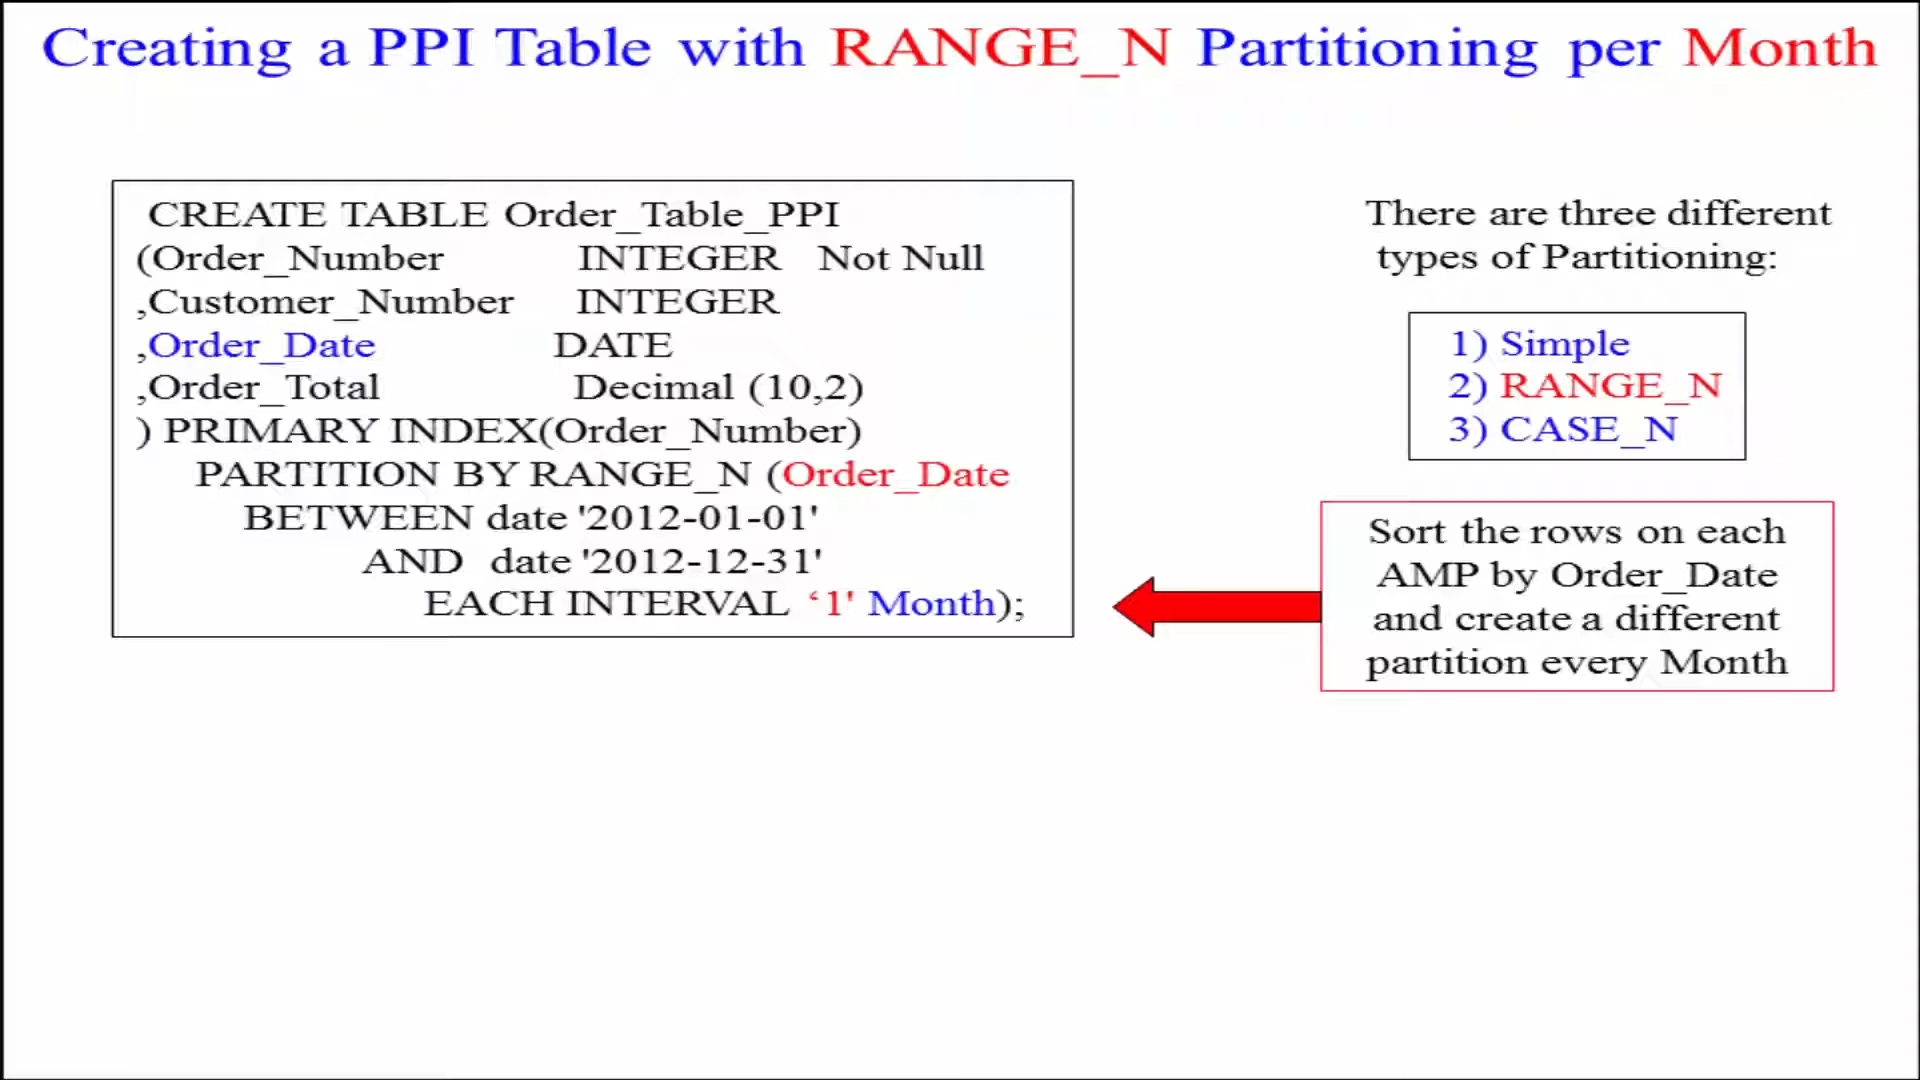 Creating a PPI Table with RANGE_N Partitioning per Month
CREATE TABLE Order_Table_PPI
(Order_Number INTEGER Not Null
,Customer_Number INTEGER
,Order_Date DATE
,Order_Total Decimal (10,2)
) PRIMARY INDEX(Order_Number)
PARTITION BY RANGE_N (Order_Date
BETWEEN date '2012-01-01'
AND date '2012-12-31'
EACH INTERVAL ‘1' Month);
There are three different
types of Partitioning:
1) Simple
2) RANGE_N
3) CASE_N
Sort the rows on each
AMP by Order_Date
and create a different
partition every Month